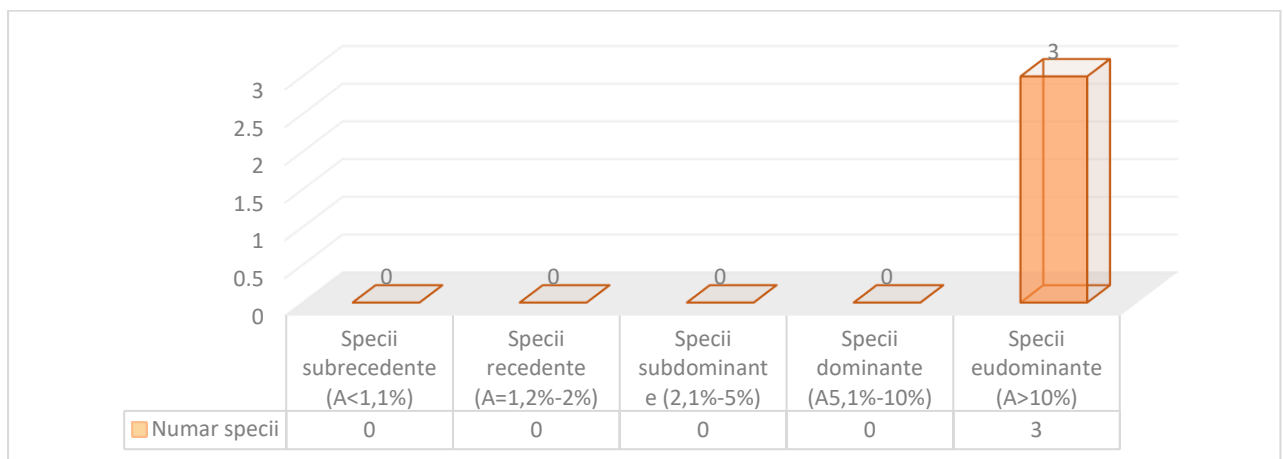 3
3
2.5
2
1.5
1
0.5
0
0
0
0
0
Specii subrecedente (A<1,1%)
Specii recedente (A=1,2%-2%)
Specii subdominant e (2,1%-5%)
Specii dominante (A5,1%-10%)
Specii eudominante (A>10%)
Numar specii 0 0 0 0 3